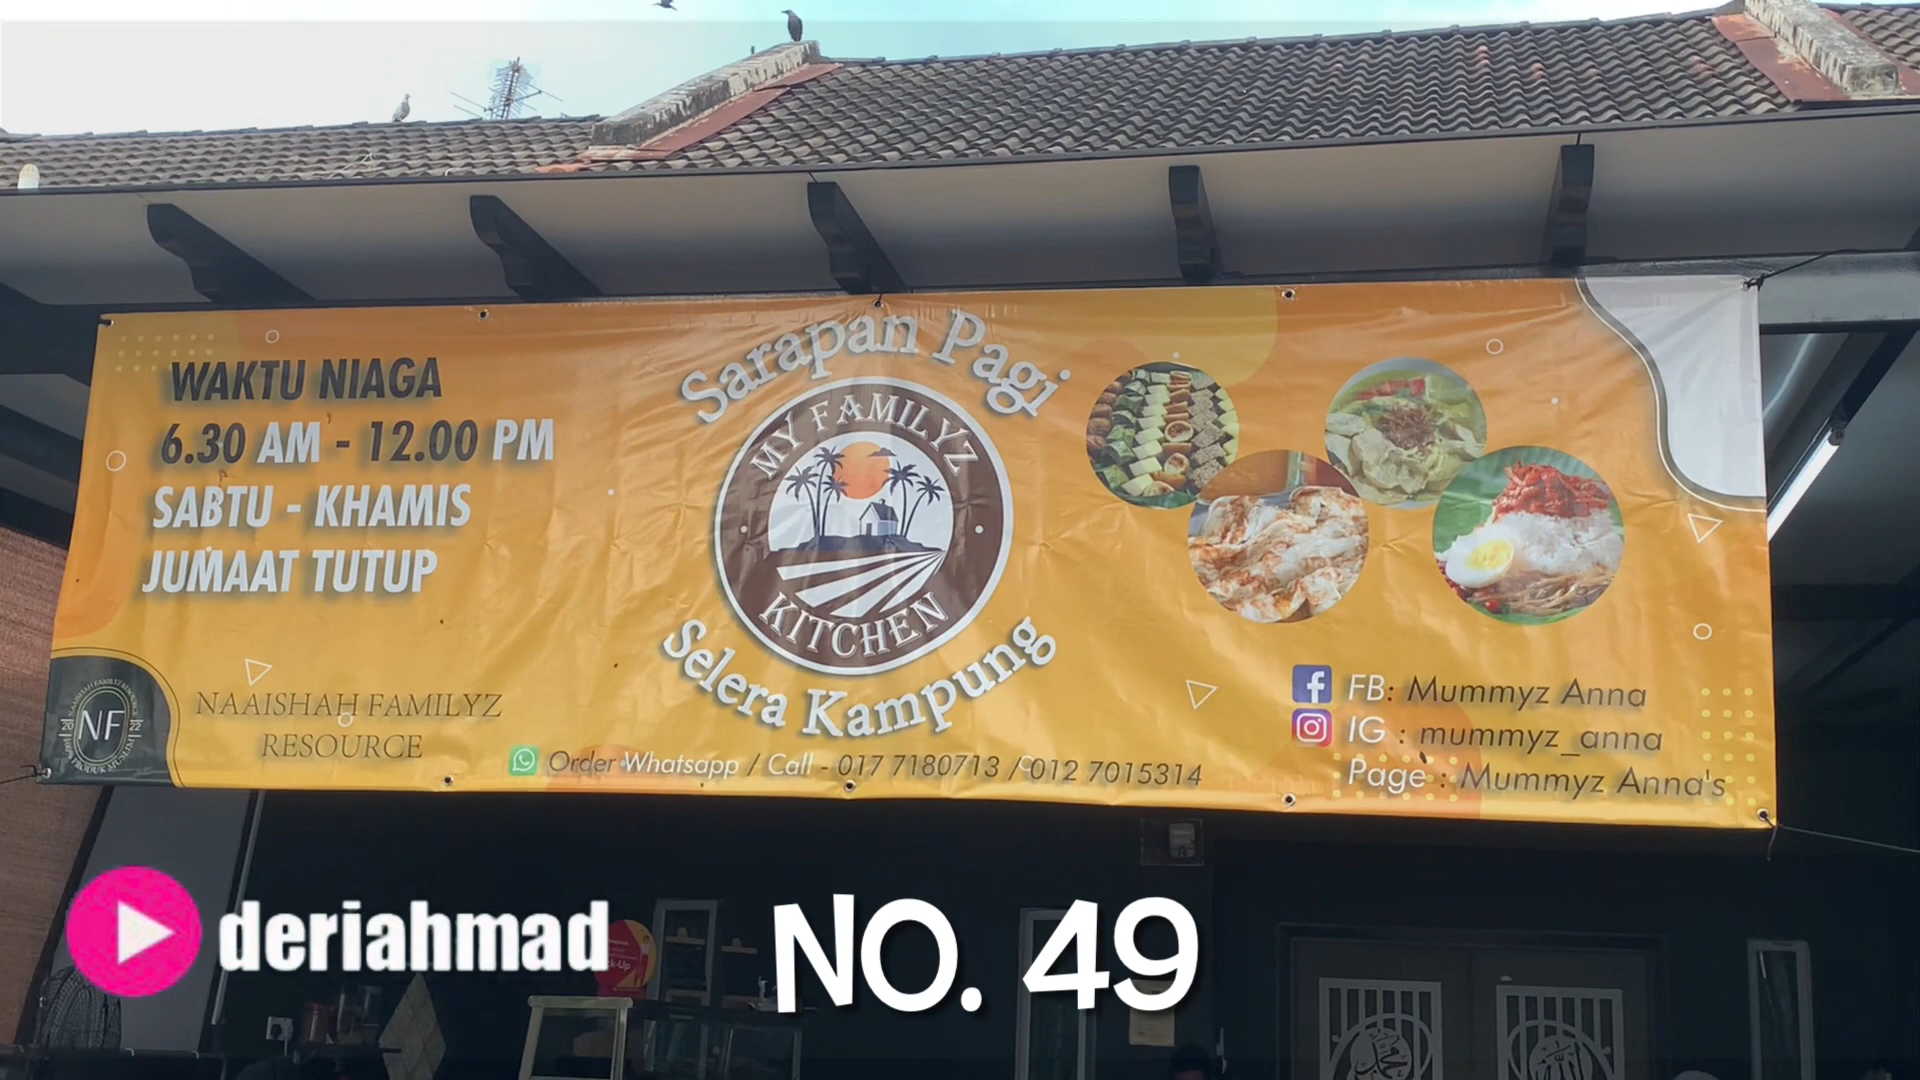 WAKTU NIAGA
6.30 AM - 12.00 PM
SABTU - KHAMIS
JUMAAT TUTUP
NAAISHAH FAMILYZ
RESOURCE
NF
20 22
Sarapan Pagi
MY FAMILYZ
KITCHEN
Selera Kampung
Order Whatsapp / Call - 017 7180713 / 012 7015314
FB: Mummyz Anna
IG : mummyz_anna
Page : Mummyz Anna's
deriahmad
NO. 49